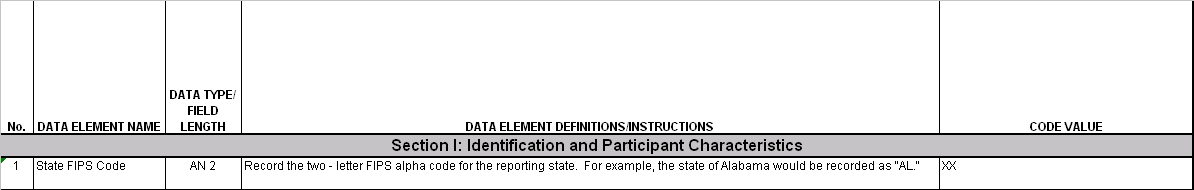 No. DATA ELEMENT NAME DATA TYPE/ FIELD LENGTH DATA ELEMENT DEFINITIONS/INSTRUCTIONS CODE VALUE
Section I: Identification and Participant Characteristics
1 State FIPS Code AN 2 Record the two - letter FIPS alpha code for the reporting state. For example, the state of Alabama would be recorded as "AL." XX